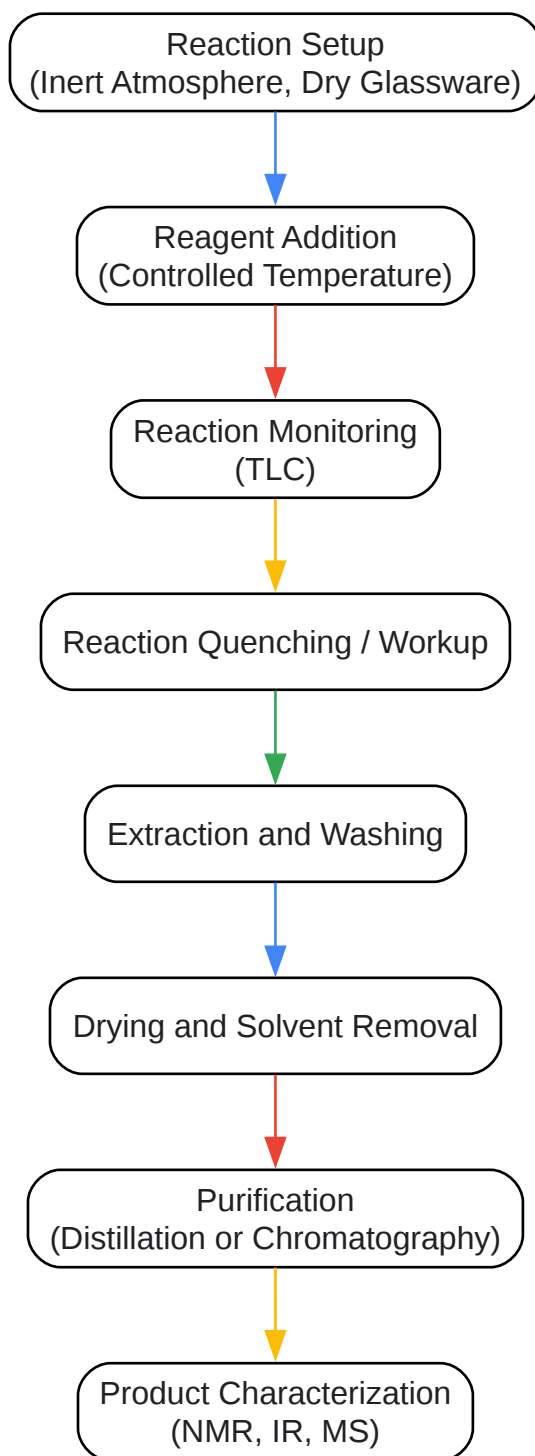 Reaction Setup
(Inert Atmosphere, Dry Glassware)
Reagent Addition
(Controlled Temperature)
Reaction Monitoring
(TLC)
Reaction Quenching / Workup
Extraction and Washing
Drying and Solvent Removal
Purification
(Distillation or Chromatography)
Product Characterization
(NMR, IR, MS)